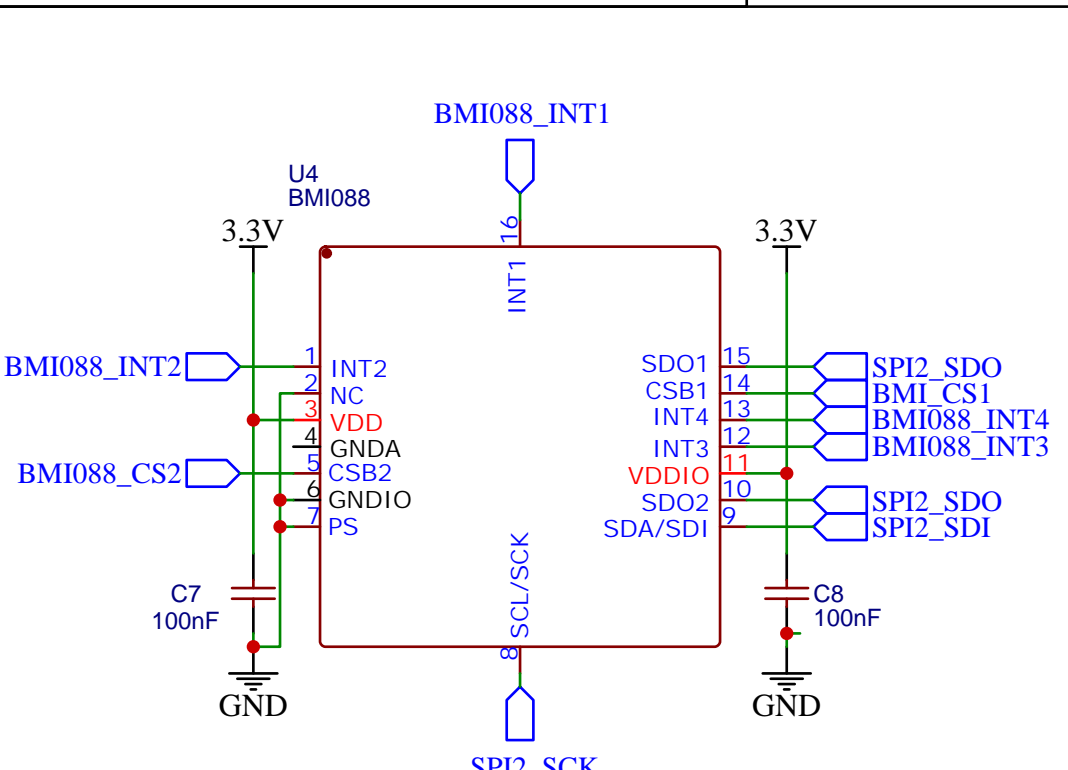 BMI088_INT1
U4
BMI088
16
3.3V
3.3V
INT1
BMI088_INT2
1
INT2
SDO1
15
SPI2_SDO
2
NC
CSB1
14
BMI_CS1
3
VDD
INT4
13
BMI088_INT4
4
GNDA
INT3
12
BMI088_INT3
BMI088_CS2
5
CSB2
VDDIO
11
6
GNDIO
SDO2
10
SPI2_SDO
7
PS
SDA/SDI
9
SPI2_SDI
SCL/SCK
C7
100nF
C8
100nF
8
GND
GND
SPI2_SCK